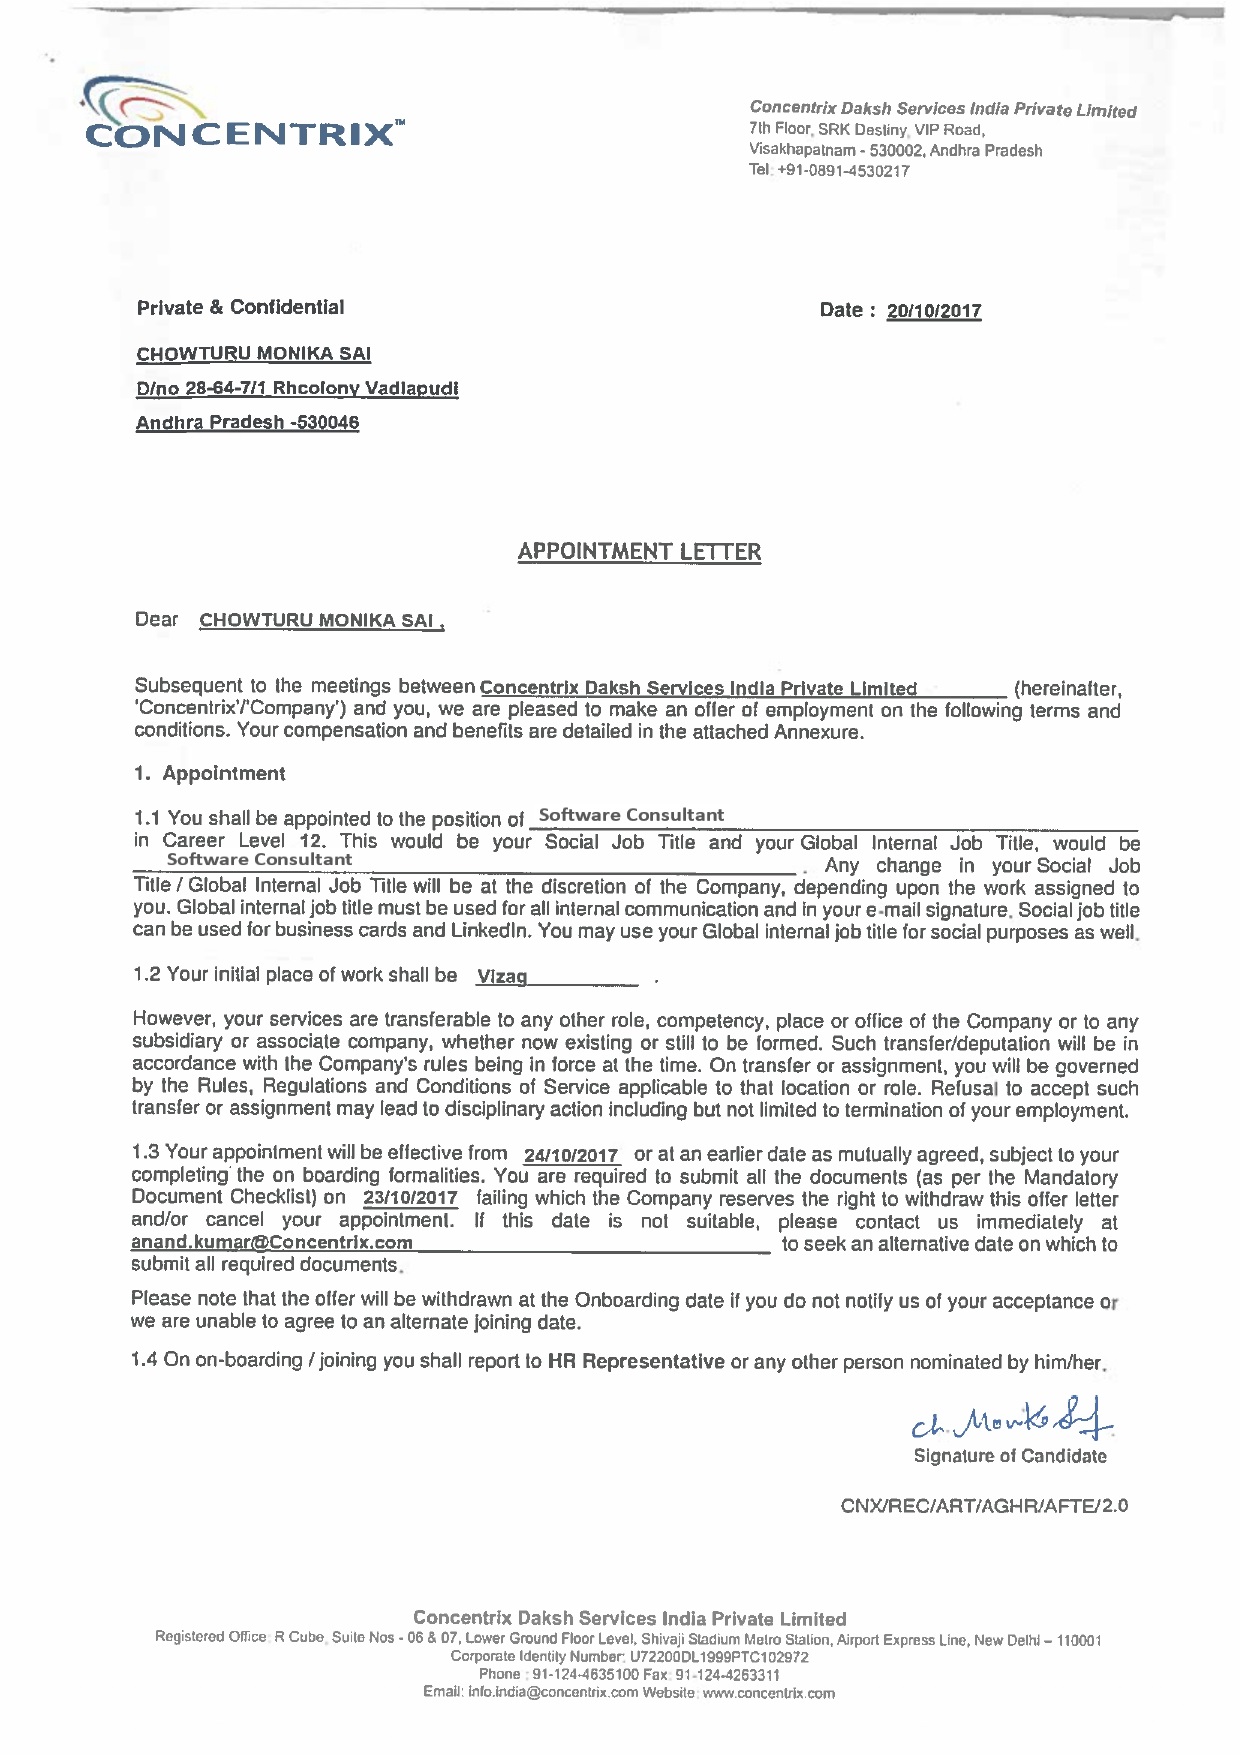 CONCENTRIX™
Concentrix Daksh Services India Private Limited
7th Floor, SRK Destiny, VIP Road,
Visakhapatnam - 530002, Andhra Pradesh
Tel: +91-0891-4530217
Private & Confidential
Date : 20/10/2017
CHOWTURU MONIKA SAI
D/no 28-64-7/1 Rhcolony Vadlapudi
Andhra Pradesh -530046
APPOINTMENT LETTER
Dear CHOWTURU MONIKA SAI ,
Subsequent to the meetings between Concentrix Daksh Services India Private Limited (hereinafter,
'Concentrix'/'Company') and you, we are pleased to make an offer of employment on the following terms and
conditions. Your compensation and benefits are detailed in the attached Annexure.
1. Appointment
1.1 You shall be appointed to the position of Software Consultant
in Career Level 12. This would be your Social Job Title and your Global Internal Job Title, would be
Software Consultant . Any change in your Social Job
Title / Global Internal Job Title will be at the discretion of the Company, depending upon the work assigned to
you. Global internal job title must be used for all internal communication and in your e-mail signature. Social job title
can be used for business cards and LinkedIn. You may use your Global internal job title for social purposes as well.
1.2 Your initial place of work shall be Vizag .
However, your services are transferable to any other role, competency, place or office of the Company or to any
subsidiary or associate company, whether now existing or still to be formed. Such transfer/deputation will be in
accordance with the Company's rules being in force at the time. On transfer or assignment, you will be governed
by the Rules, Regulations and Conditions of Service applicable to that location or role. Refusal to accept such
transfer or assignment may lead to disciplinary action including but not limited to termination of your employment.
1.3 Your appointment will be effective from 24/10/2017 or at an earlier date as mutually agreed, subject to your
completing the on boarding formalities. You are required to submit all the documents (as per the Mandatory
Document Checklist) on 23/10/2017 failing which the Company reserves the right to withdraw this offer letter
and/or cancel your appointment. If this date is not suitable, please contact us immediately at
anand.kumar@Concentrix.com to seek an alternative date on which to
submit all required documents.
Please note that the offer will be withdrawn at the Onboarding date if you do not notify us of your acceptance or
we are unable to agree to an alternate joining date.
1.4 On on-boarding / joining you shall report to HR Representative or any other person nominated by him/her.
Ch. Monika Sai
Signature of Candidate
CNX/REC/ART/AGHR/AFTE/2.0
Concentrix Daksh Services India Private Limited
Registered Office: R Cube, Suite Nos - 06 & 07, Lower Ground Floor Level, Shivaji Stadium Metro Station, Airport Express Line, New Delhi – 110001
Corporate Identity Number: U72200DL1999PTC102972
Phone : 91-124-4635100 Fax: 91-124-4263311
Email: info.india@concentrix.com Website: www.concentrix.com